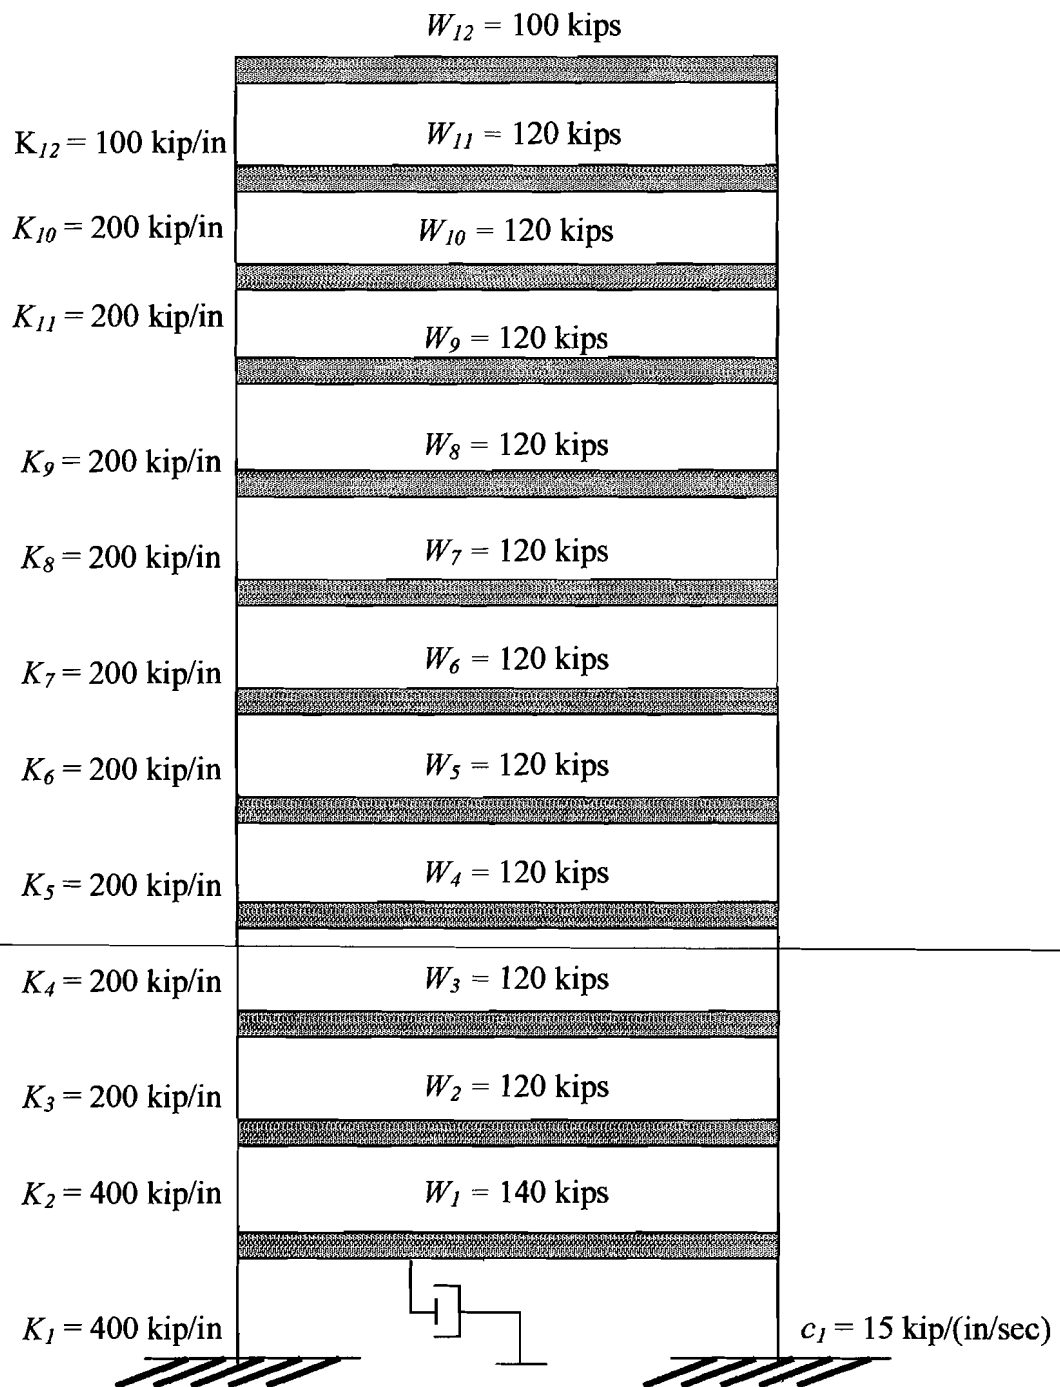 W12 = 100 kips
K12 = 100 kip/in
W11 = 120 kips
K10 = 200 kip/in
W10 = 120 kips
K11 = 200 kip/in
W9 = 120 kips
K9 = 200 kip/in
W8 = 120 kips
K8 = 200 kip/in
W7 = 120 kips
K7 = 200 kip/in
W6 = 120 kips
K6 = 200 kip/in
W5 = 120 kips
K5 = 200 kip/in
W4 = 120 kips
K4 = 200 kip/in
W3 = 120 kips
K3 = 200 kip/in
W2 = 120 kips
K2 = 400 kip/in
W1 = 140 kips
K1 = 400 kip/in
c1 = 15 kip/(in/sec)